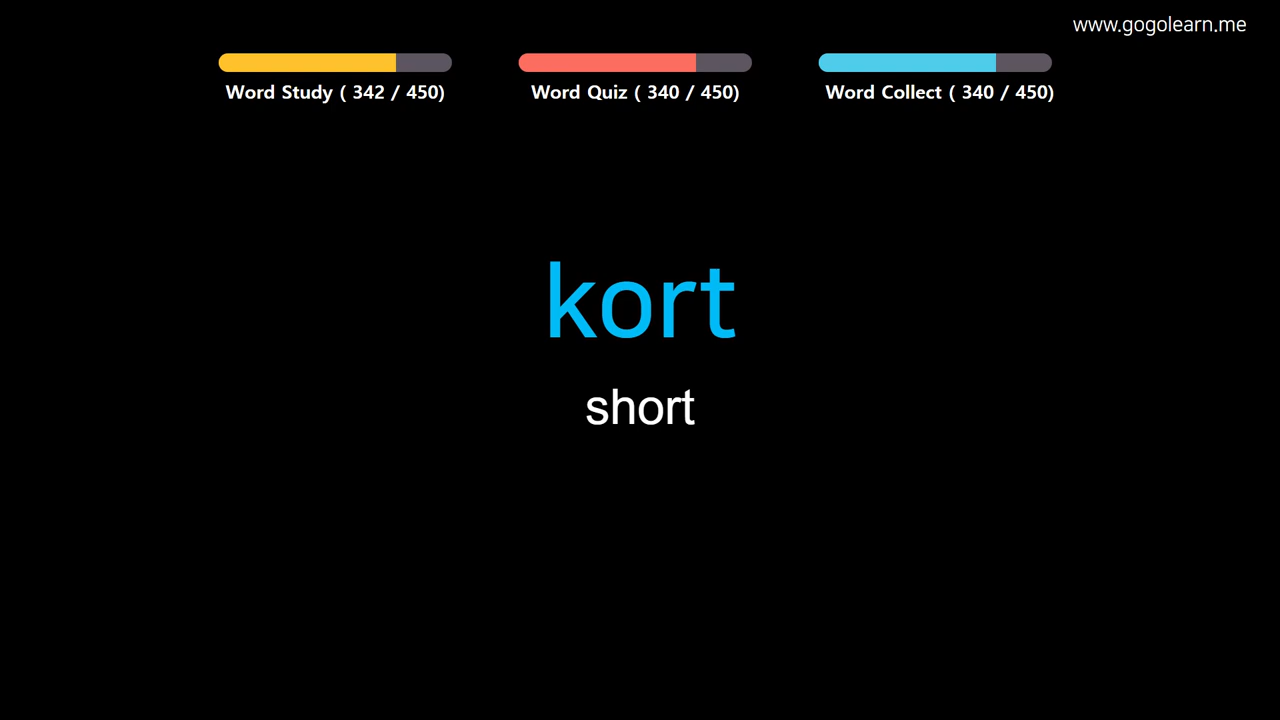 www.gogolearn.me
Word Study ( 342 / 450)
Word Quiz ( 340 / 450)
Word Collect ( 340 / 450)
kort
short